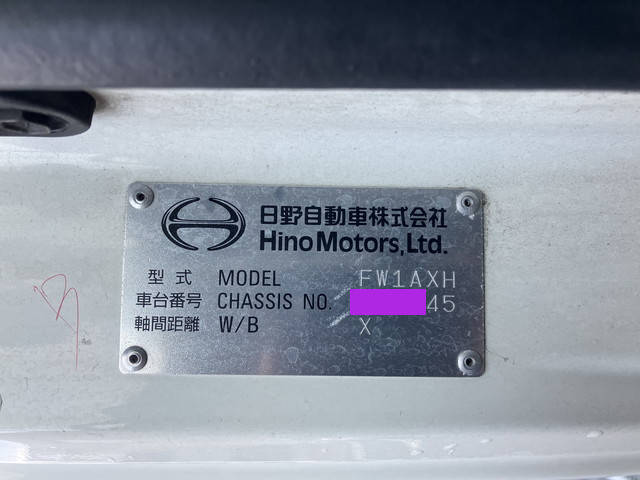 日野自動車株式会社
Hino Motors, Ltd.
型式 MODEL FW1AXH
車台番号 CHASSIS NO. 45
軸間距離 W/B X